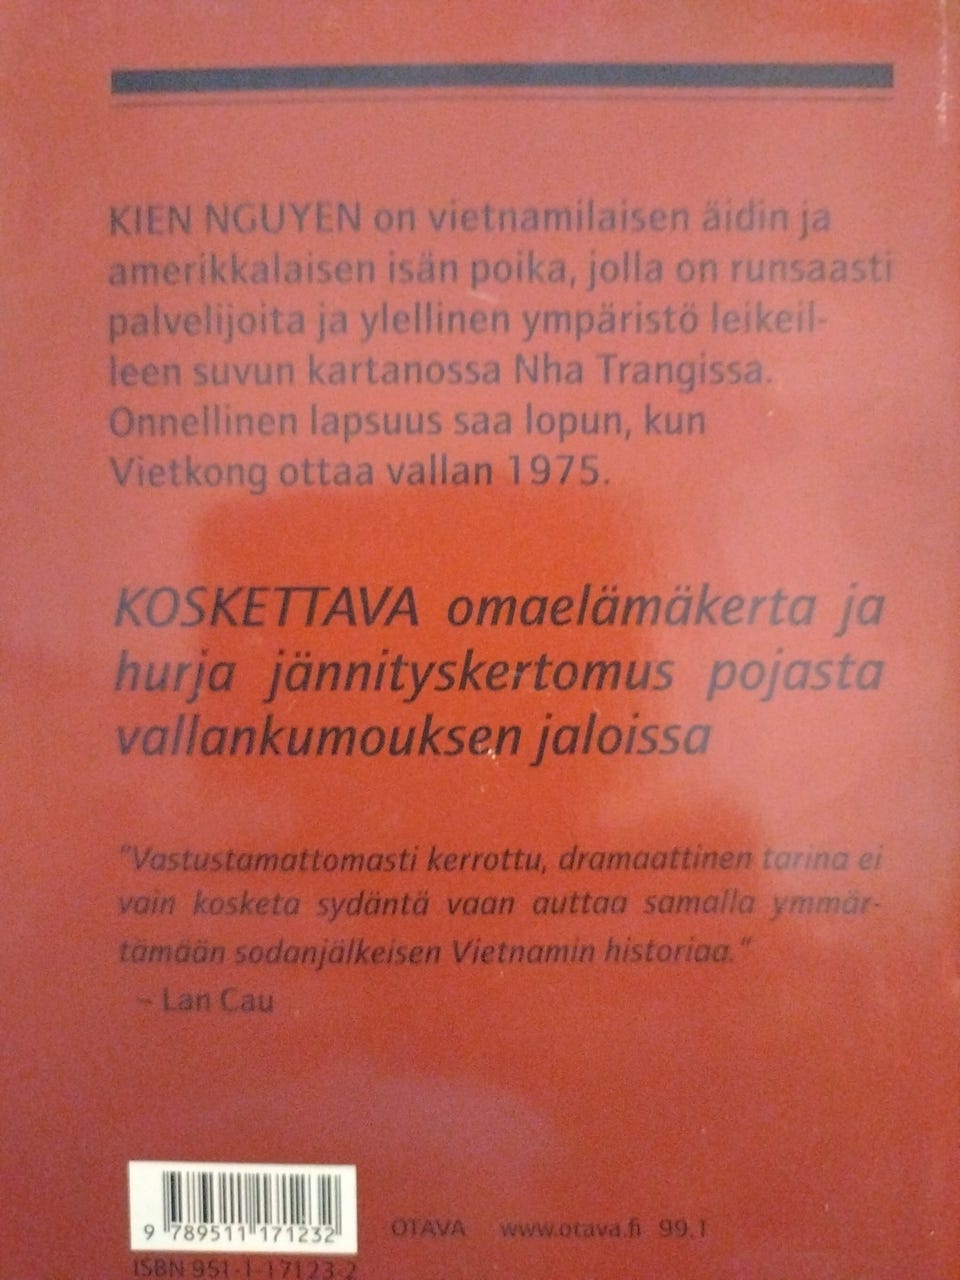 KIEN NGUYEN on vietnamilaisen äidin ja
amerikkalaisen isän poika, jolla on runsaasti
palvelijoita ja ylellinen ympäristö leikeil-
leen suvun kartanossa Nha Trangissa.
Onnellinen lapsuus saa lopun, kun
Vietkong ottaa vallan 1975.
KOSKETTAVA omaelämäkerta ja
hurja jännityskertomus pojasta
vallankumouksen jaloissa
"Vastustamattomasti kerrottu, dramaattinen tarina ei
vain kosketa sydäntä vaan auttaa samalla ymmär-
tämään sodanjälkeisen Vietnamin historiaa."
– Lan Cau
9 789511 171232
OTAVA www.otava.fi 99.1
ISBN 951-1-17123-2